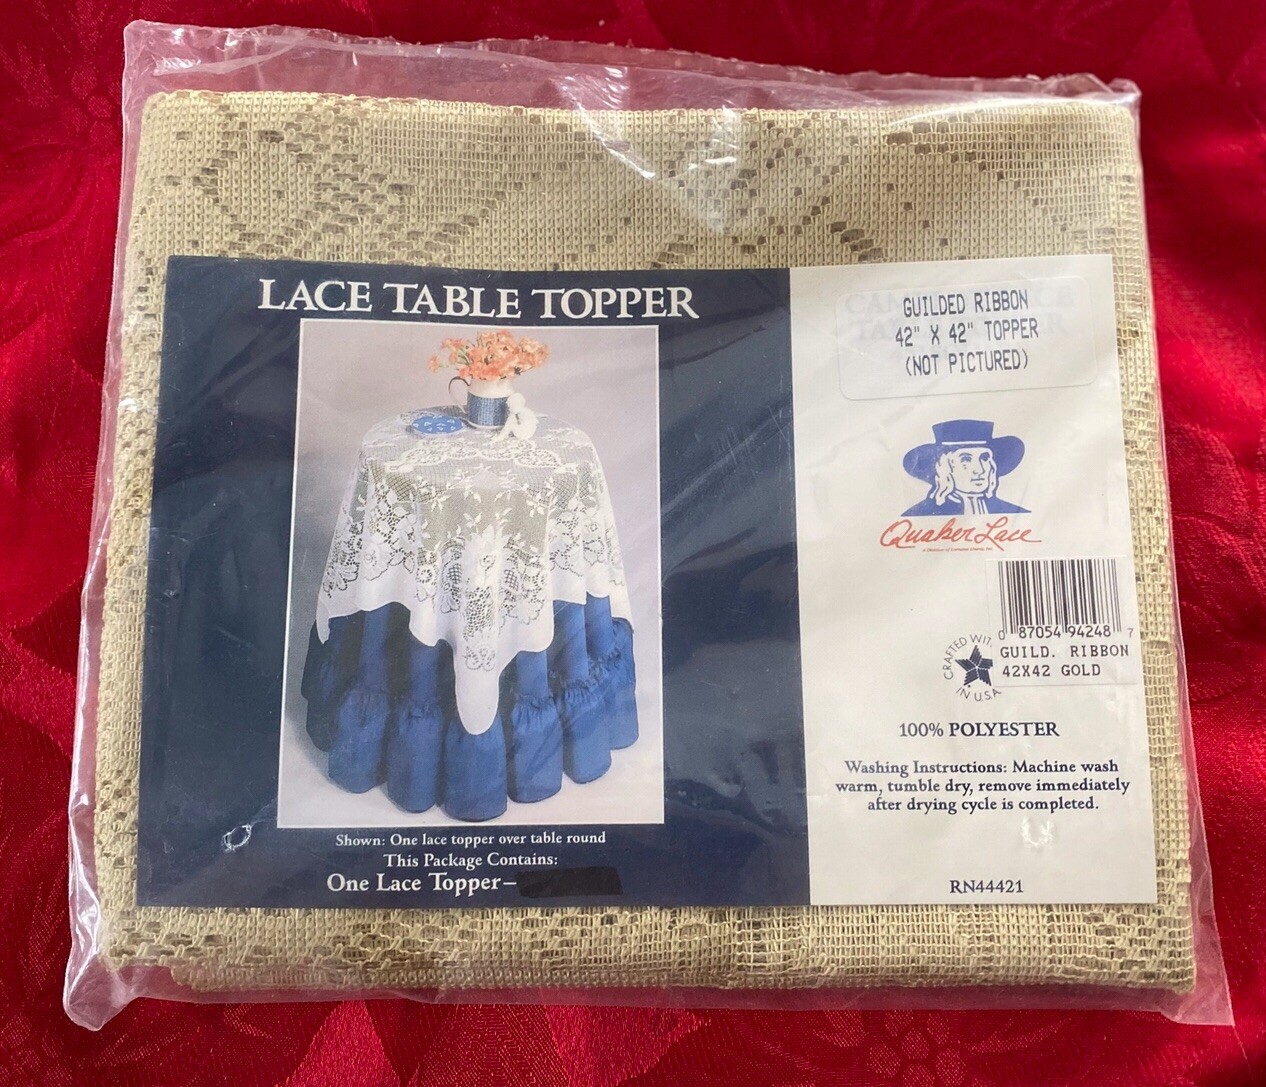 LACE TABLE TOPPER
Shown: One lace topper over table round
This Package Contains:
One Lace Topper—
GUILDED RIBBON
42" X 42" TOPPER
(NOT PICTURED)
Quaker Lace
0 87054 94248 7
GUILD. RIBBON
42X42 GOLD
CRAFTED WIT
IN U.S.A.
100% POLYESTER
Washing Instructions: Machine wash
warm, tumble dry, remove immediately
after drying cycle is completed.
RN44421